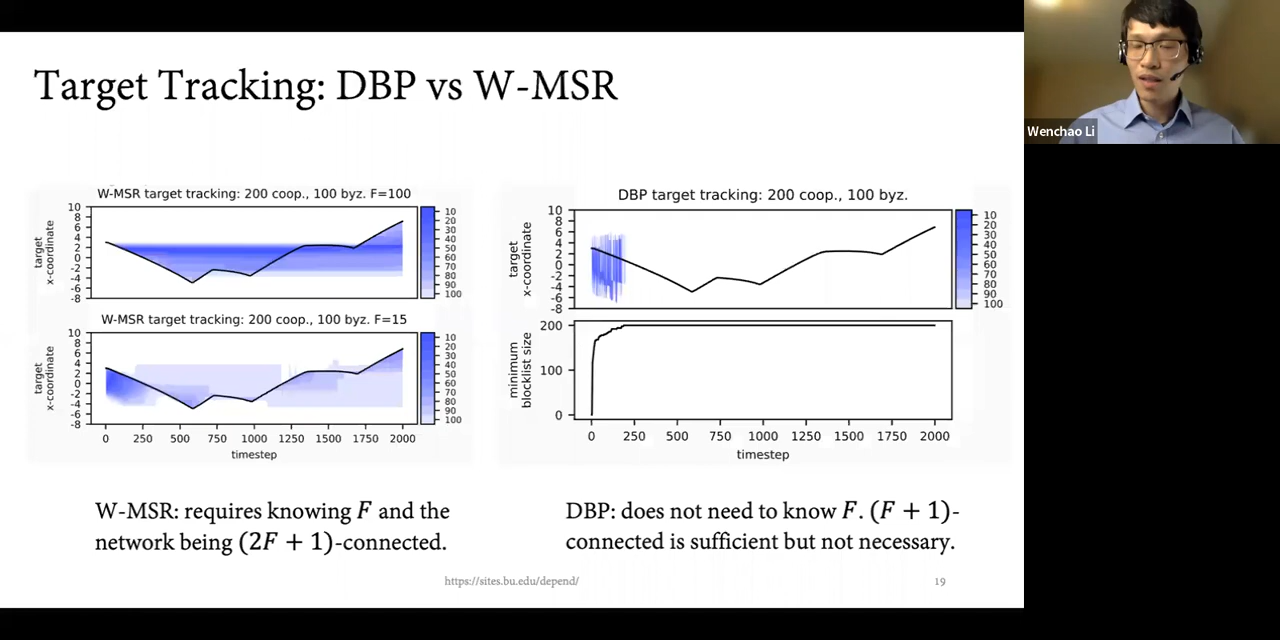 Target Tracking: DBP vs W-MSR
Wenchao Li
W-MSR target tracking: 200 coop., 100 byz. F=100
target
x-coordinate
10
8
6
4
2
0
-2
-4
-6
-8
10
20
30
40
50
60
70
80
90
100
W-MSR target tracking: 200 coop., 100 byz. F=15
target
x-coordinate
10
8
6
4
2
0
-2
-4
-6
-8
10
20
30
40
50
60
70
80
90
100
0 250 500 750 1000 1250 1500 1750 2000
timestep
DBP target tracking: 200 coop., 100 byz.
target
x-coordinate
10
8
6
4
2
0
-2
-4
-6
-8
10
20
30
40
50
60
70
80
90
100
minimum
blocklist size
200
100
0
0 250 500 750 1000 1250 1500 1750 2000
timestep
W-MSR: requires knowing F and the
network being (2F + 1)-connected.
DBP: does not need to know F. (F + 1)-
connected is sufficient but not necessary.
https://sites.bu.edu/depend/
19